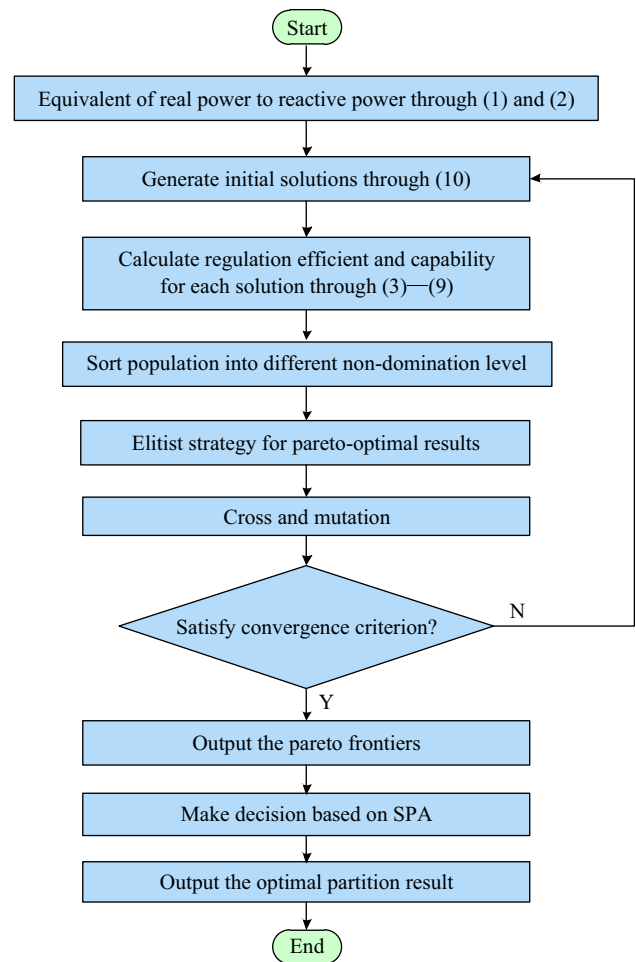 Start
Equivalent of real power to reactive power through (1) and (2)
Generate initial solutions through (10)
Calculate regulation efficient and capability
for each solution through (3)—(9)
Sort population into different non-domination level
Elitist strategy for pareto-optimal results
Cross and mutation
Satisfy convergence criterion?
N
Y
Output the pareto frontiers
Make decision based on SPA
Output the optimal partition result
End